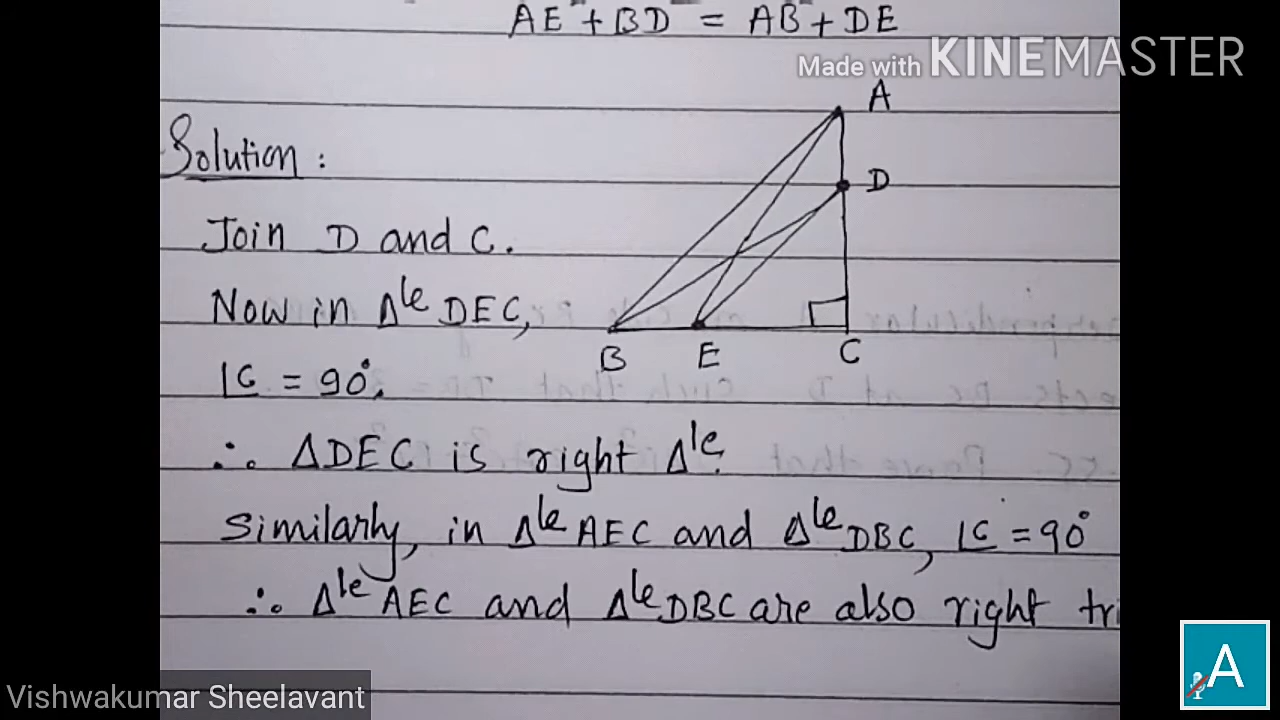 AE + BD = AB + DE
Made with KINEMASTER
A
Solution :
D
Join D and C.
Now in Δle DEC,
B E C
∟C = 90°.
∴ ΔDEC is right Δle.
Similarly, in Δle AEC and Δle DBC, ∟C = 90°
∴ Δle AEC and Δle DBC are also right tri
A
Vishwakumar Sheelavant